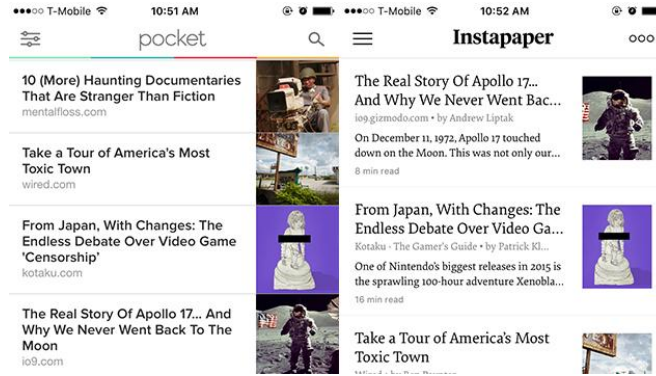 T-Mobile 10:51 AM
pocket
10 (More) Haunting Documentaries
That Are Stranger Than Fiction
mentalfloss.com
Take a Tour of America's Most
Toxic Town
wired.com
From Japan, With Changes: The
Endless Debate Over Video Game
'Censorship'
kotaku.com
The Real Story Of Apollo 17... And
Why We Never Went Back To The
Moon
io9.com
T-Mobile 10:52 AM
Instapaper
The Real Story Of Apollo 17...
And Why We Never Went Bac...
io9.gizmodo.com • by Andrew Liptak
On December 11, 1972, Apollo 17 touched
down on the Moon. This was not only our...
8 min read
From Japan, With Changes: The
Endless Debate Over Video Ga...
Kotaku - The Gamer's Guide • by Patrick Kl...
One of Nintendo's biggest releases in 2015 is
the sprawling 100-hour adventure Xenobla...
16 min read
Take a Tour of America's Most
Toxic Town